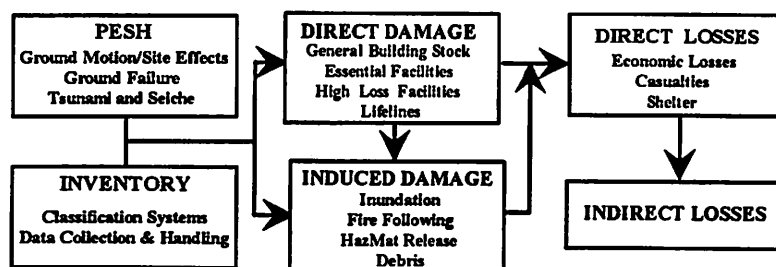 PESH
Ground Motion/Site Effects
Ground Failure
Tsunami and Seiche
INVENTORY
Classification Systems
Data Collection & Handling
DIRECT DAMAGE
General Building Stock
Essential Facilities
High Loss Facilities
Lifelines
INDUCED DAMAGE
Inundation
Fire Following
HazMat Release
Debris
DIRECT LOSSES
Economic Losses
Casualties
Shelter
INDIRECT LOSSES